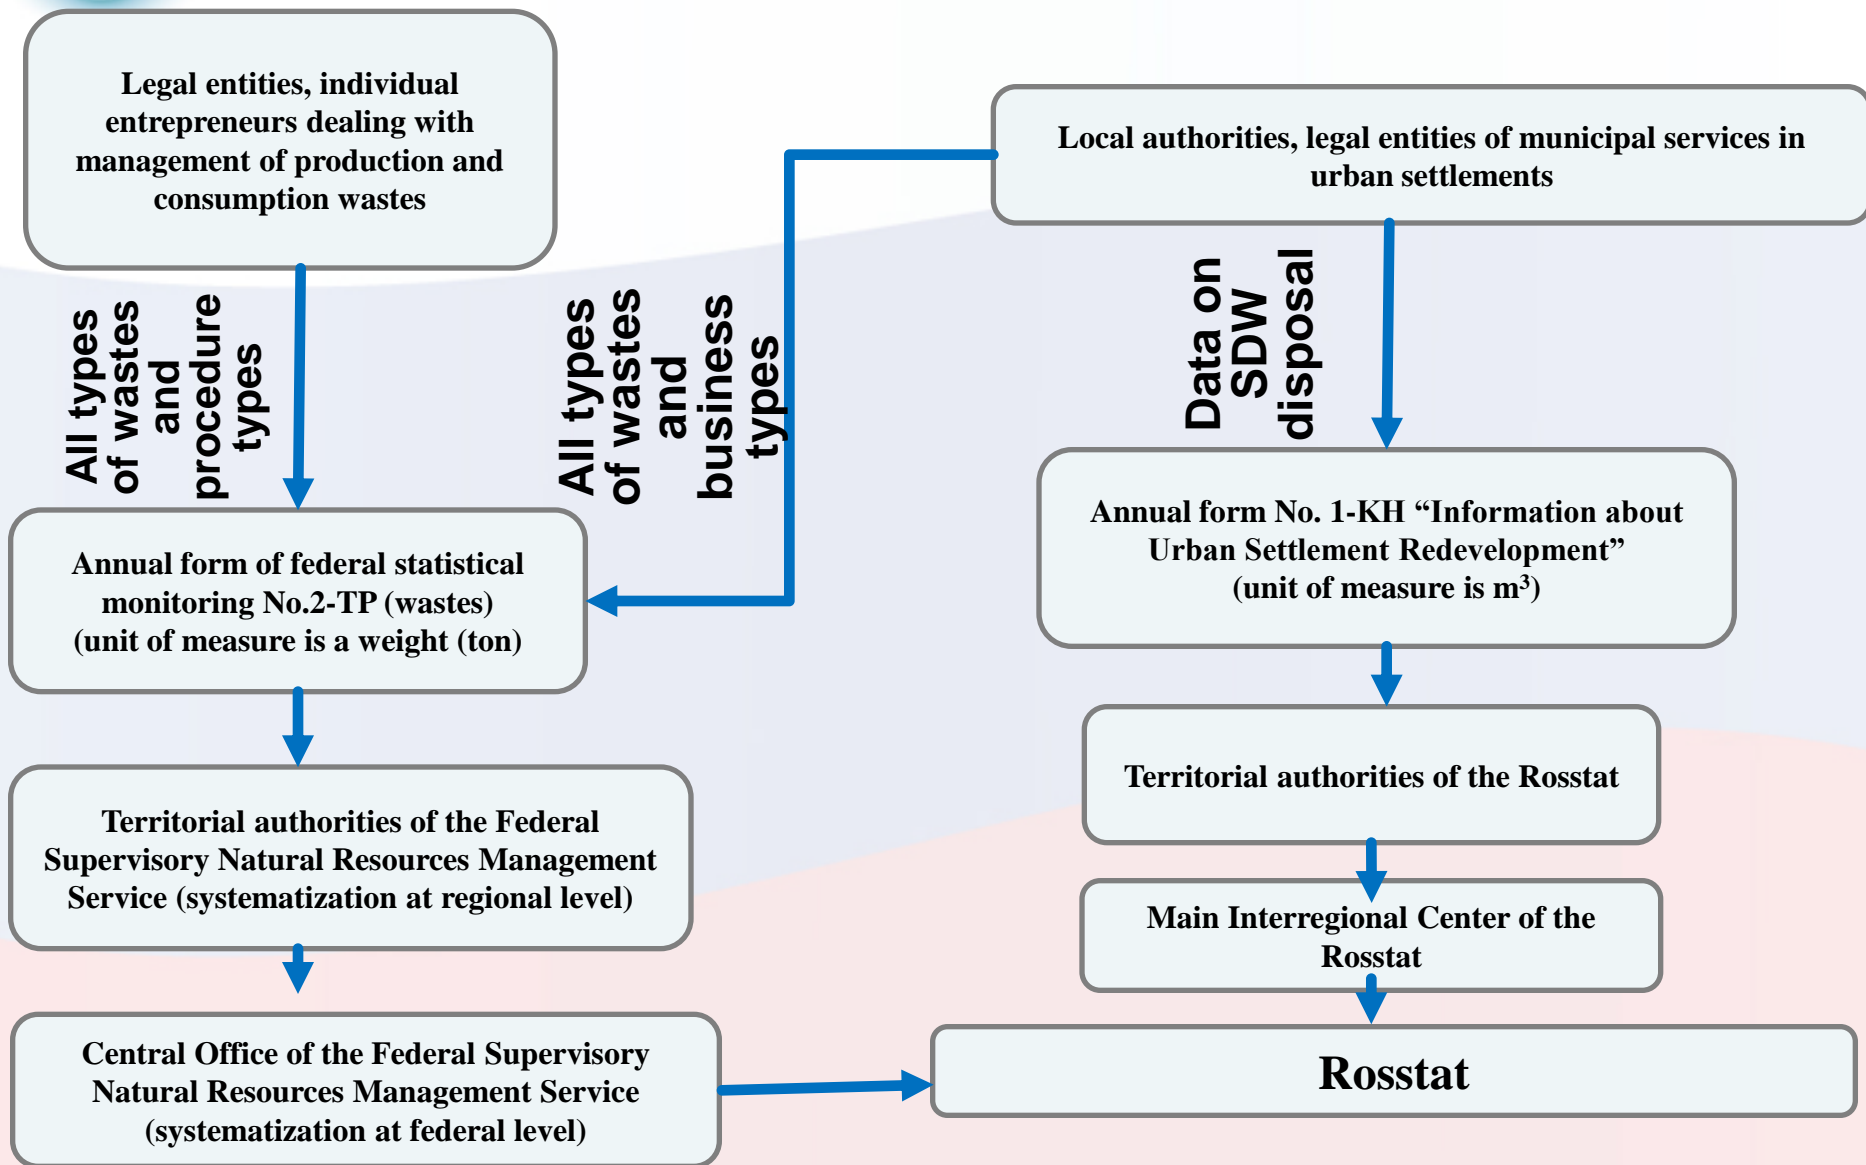 Legal entities, individual
entrepreneurs dealing with
management of production and
consumption wastes
Local authorities, legal entities of municipal services in
urban settlements
All types
of wastes
and
procedure
types
All types
of wastes
and
business
types
Data on
SDW
disposal
Annual form of federal statistical
monitoring No.2-TP (wastes)
(unit of measure is a weight (ton)
Annual form No. 1-KH “Information about
Urban Settlement Redevelopment”
(unit of measure is m³)
Territorial authorities of the Federal
Supervisory Natural Resources Management
Service (systematization at regional level)
Territorial authorities of the Rosstat
Main Interregional Center of the
Rosstat
Central Office of the Federal Supervisory
Natural Resources Management Service
(systematization at federal level)
Rosstat